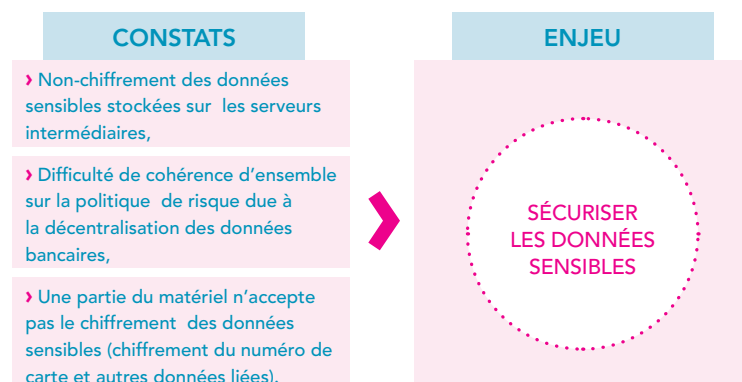 CONSTATS
› Non-chiffrement des données
sensibles stockées sur les serveurs
intermédiaires,
› Difficulté de cohérence d’ensemble
sur la politique de risque due à
la décentralisation des données
bancaires,
› Une partie du matériel n’accepte
pas le chiffrement des données
sensibles (chiffrement du numéro de
carte et autres données liées).
ENJEU
SÉCURISER
LES DONNÉES
SENSIBLES